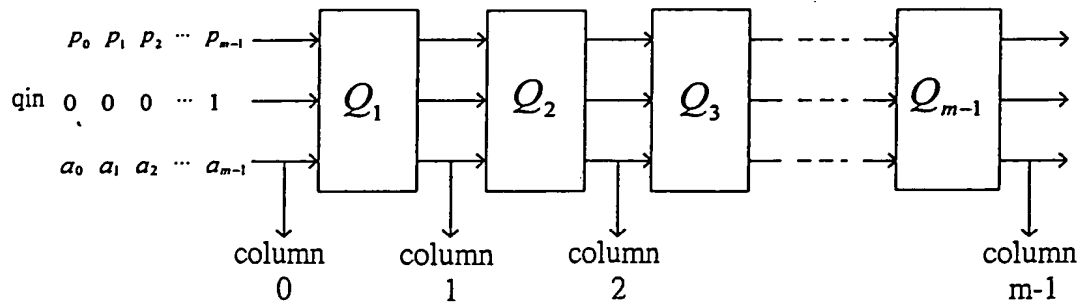 p₀ p₁ p₂ ... pₘ₋₁
qin 0 0 0 ... 1
a₀ a₁ a₂ ... aₘ₋₁
Q₁ Q₂ Q₃ Qₘ₋₁
column 0
column 1
column 2
column m-1